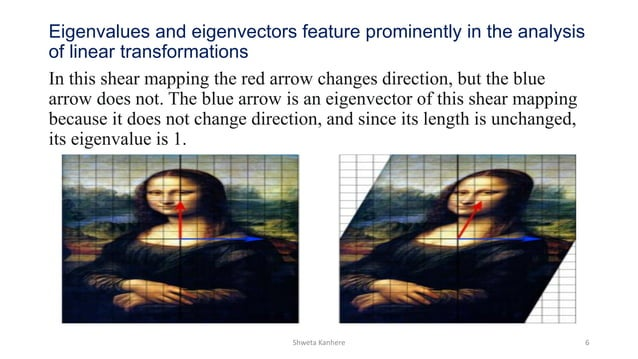 Eigenvalues and eigenvectors feature prominently in the analysis
of linear transformations
In this shear mapping the red arrow changes direction, but the blue
arrow does not. The blue arrow is an eigenvector of this shear mapping
because it does not change direction, and since its length is unchanged,
its eigenvalue is 1.
Shweta Kanhere
6